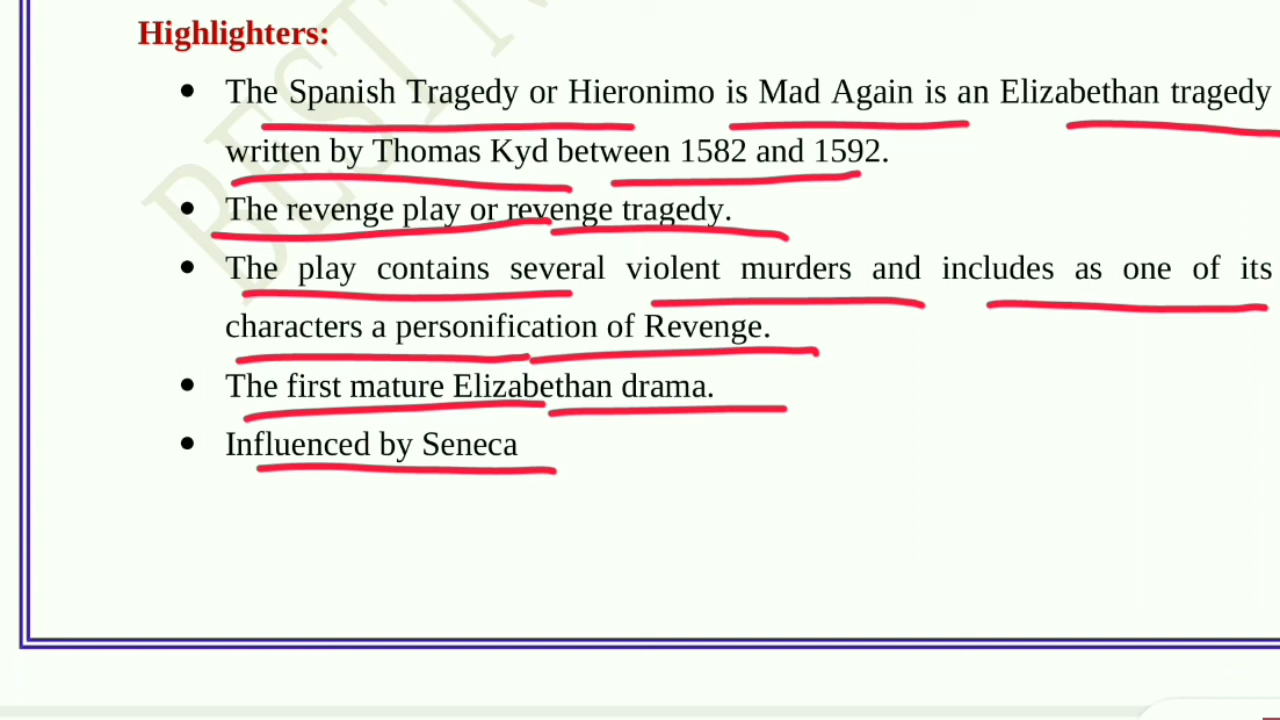 Highlighters:
• The Spanish Tragedy or Hieronimo is Mad Again is an Elizabethan tragedy
written by Thomas Kyd between 1582 and 1592.
• The revenge play or revenge tragedy.
• The play contains several violent murders and includes as one of its
characters a personification of Revenge.
• The first mature Elizabethan drama.
• Influenced by Seneca